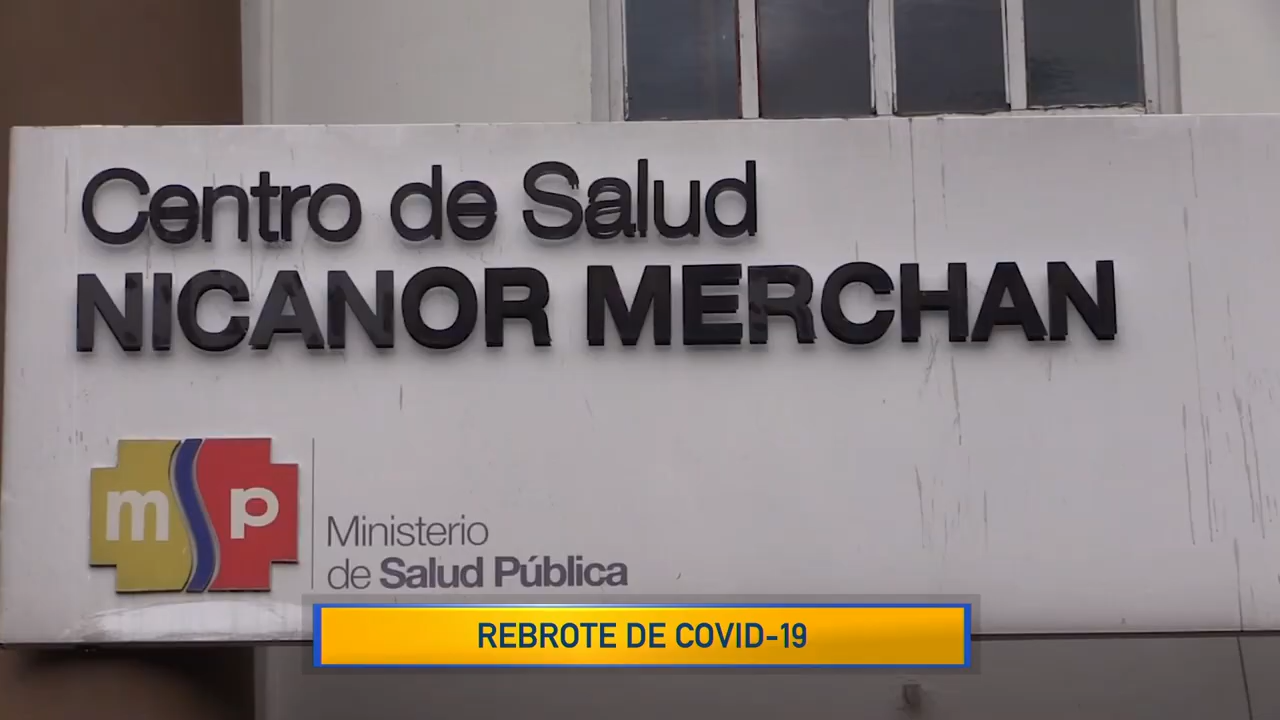 Centro de Salud
NICANOR MERCHAN
msp
Ministerio
de Salud Pública
REBROTE DE COVID-19